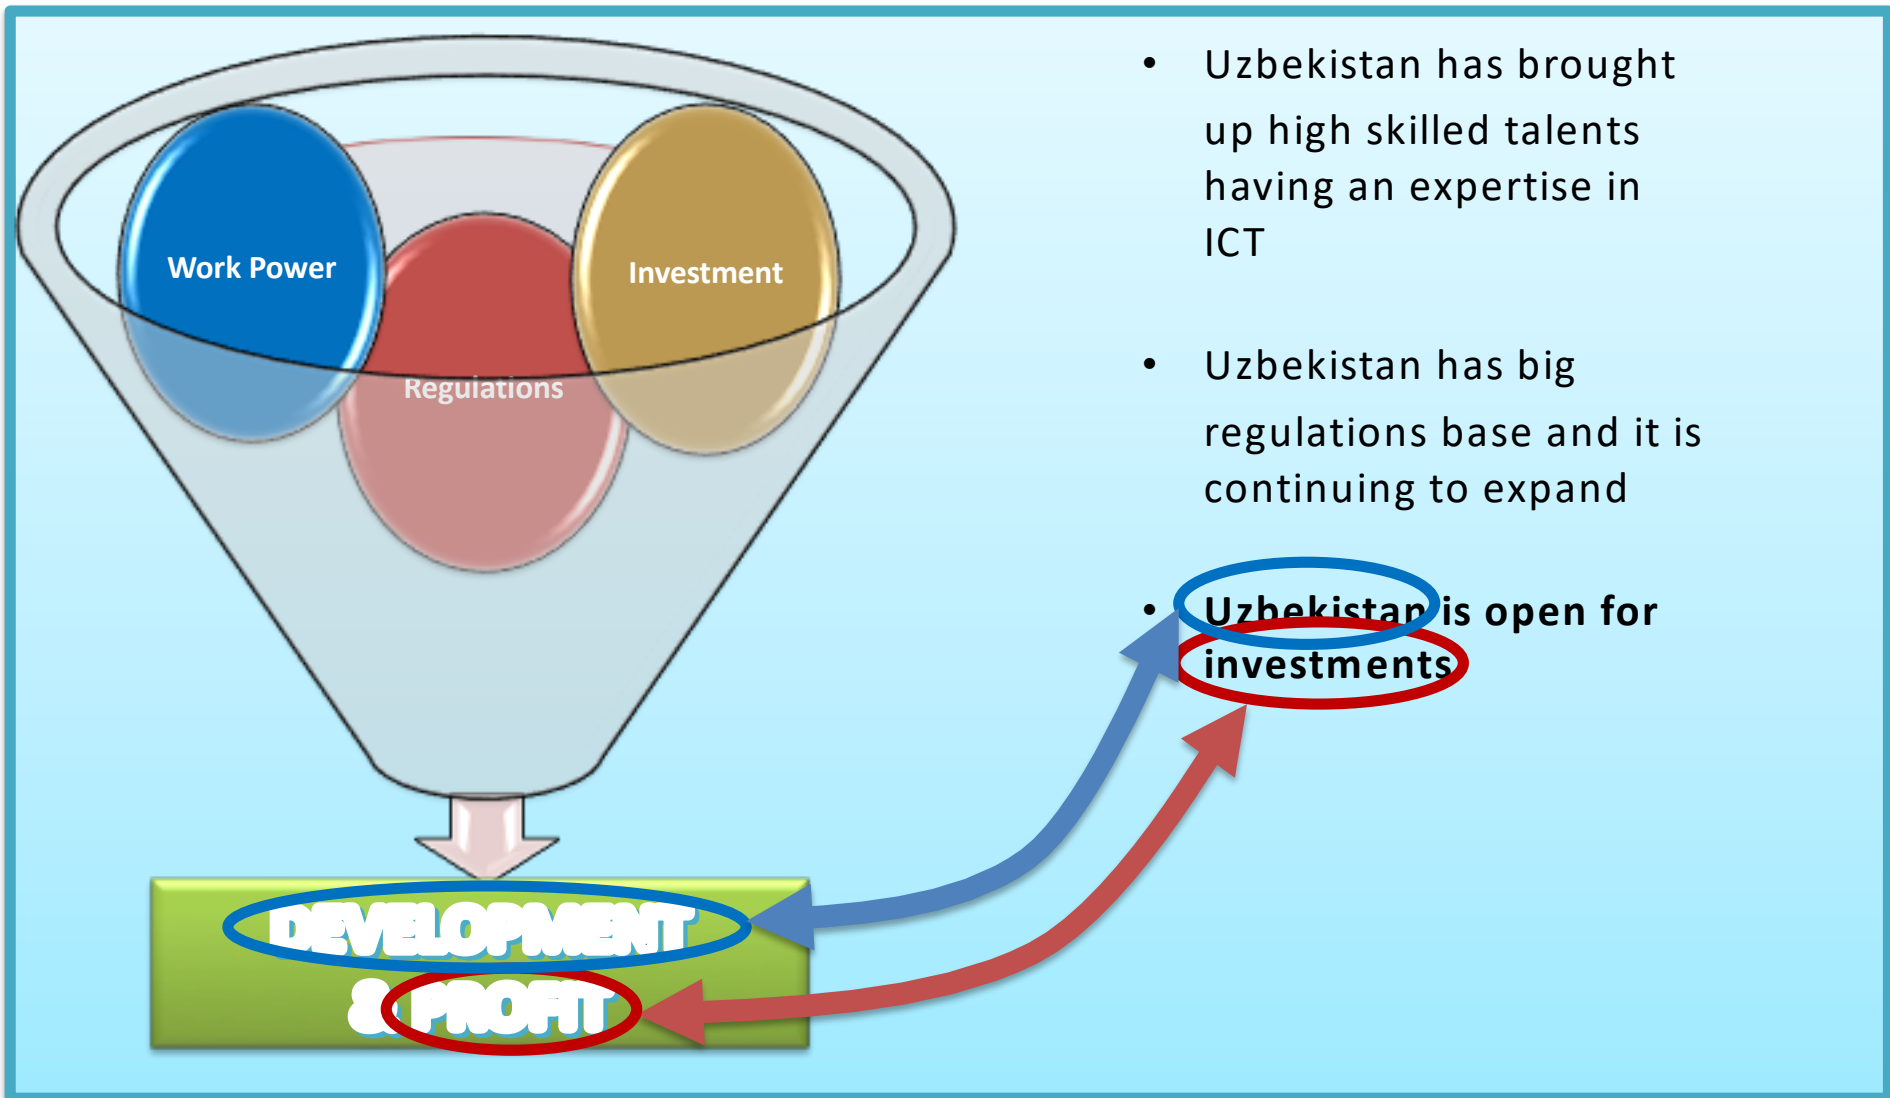 Work Power
Investment
Regulations
DEVELOPMENT
& PROFIT
• Uzbekistan has brought
up high skilled talents
having an expertise in
ICT
• Uzbekistan has big
regulations base and it is
continuing to expand
• Uzbekistan is open for
investments